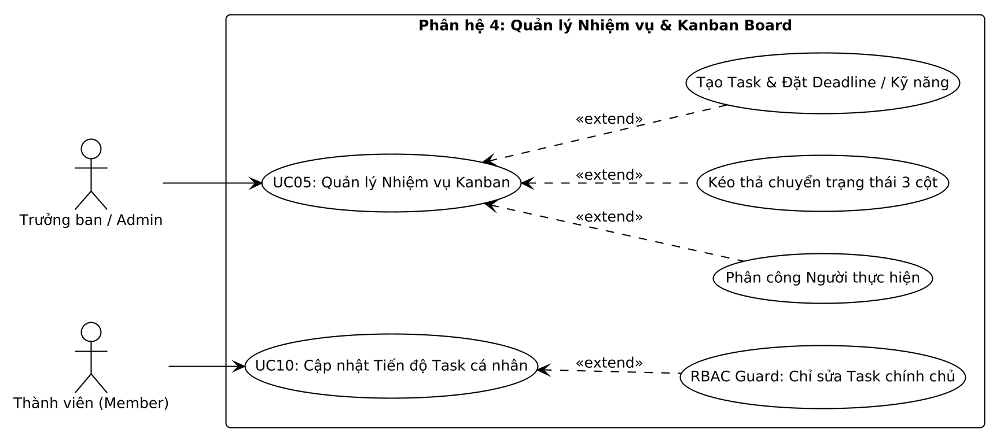 Phân hệ 4: Quản lý Nhiệm vụ & Kanban Board
Tạo Task & Đặt Deadline / Kỹ năng
«extend»
«extend»
UC05: Quản lý Nhiệm vụ Kanban
Kéo thả chuyển trạng thái 3 cột
Trưởng ban / Admin
«extend»
Phân công Người thực hiện
«extend»
UC10: Cập nhật Tiến độ Task cá nhân
RBAC Guard: Chỉ sửa Task chính chủ
Thành viên (Member)